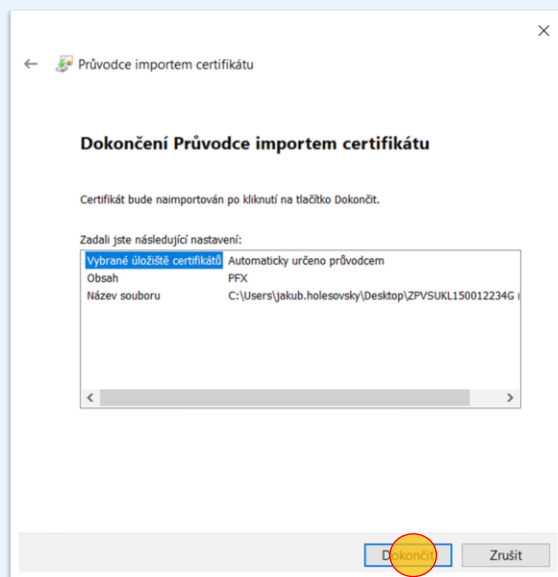 Průvodce importem certifikátu
Dokončení Průvodce importem certifikátu
Certifikát bude naimportován po kliknutí na tlačítko Dokončit.
Zadali jste následující nastavení:
Vybrané úložiště certifikátů Automaticky určeno průvodcem
Obsah PFX
Název souboru C:\Users\jakub.holesovsky\Desktop\ZPVSUKL150012234G
Dokončit Zrušit